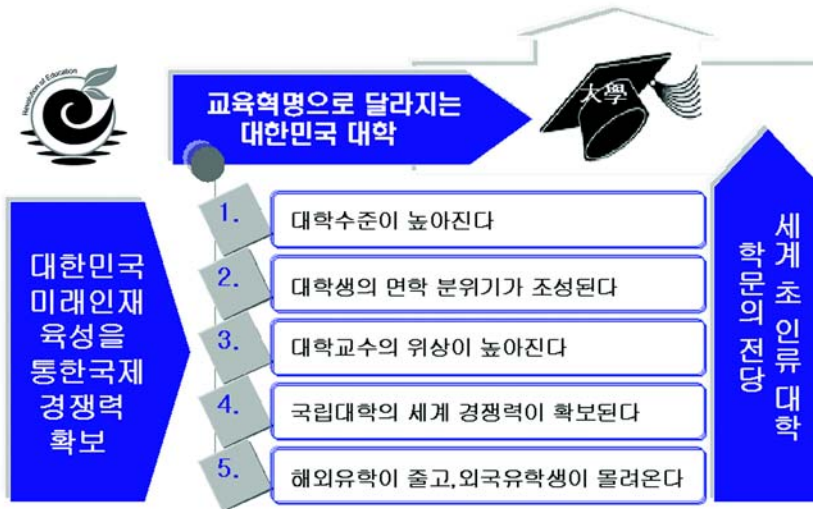 Revolution of Education
교육혁명으로 달라지는
대한민국 대학
大學
대한민국
미래인재
육성을
통한국제
경쟁력
확보
1.
대학수준이 높아진다
2.
대학생의 면학 분위기가 조성된다
3.
대학교수의 위상이 높아진다
4.
국립대학의 세계 경쟁력이 확보된다
5.
해외유학이 줄고,외국유학생이 몰려온다
세계 초 인류 대학
학문의 전당